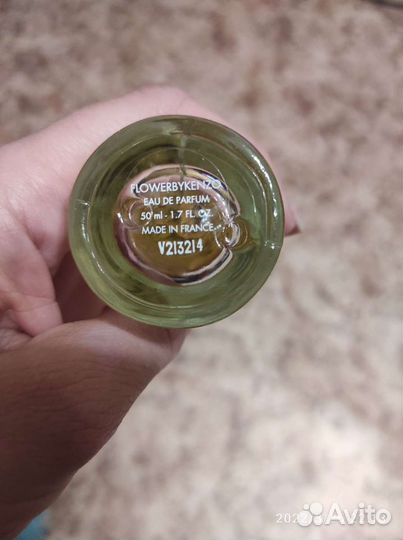 FLOWERBYKENZO
EAU DE PARFUM
50 ml - 1.7 FL. OZ.
MADE IN FRANCE
V213214
Avito